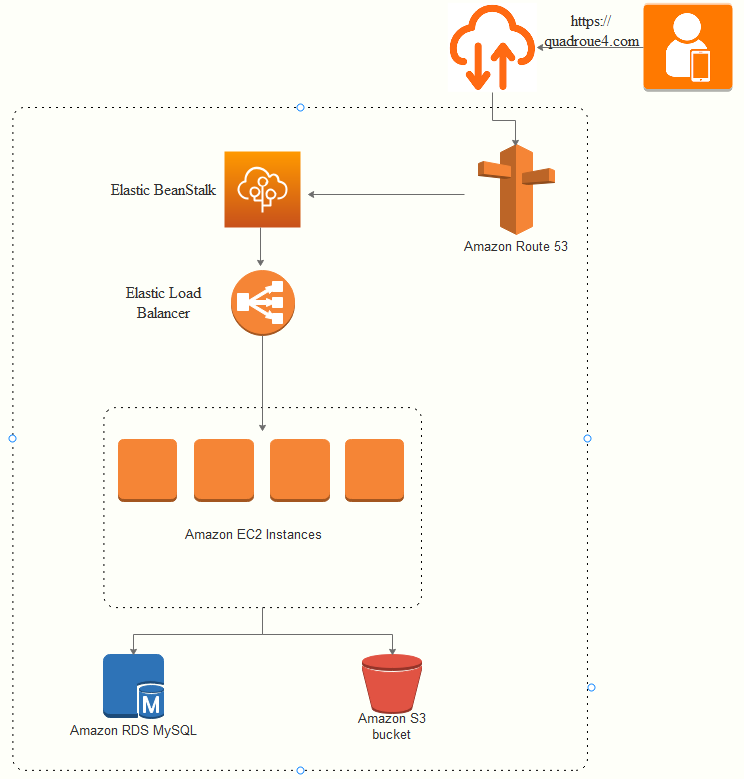 https://
quadroue4.com
Elastic BeanStalk
Amazon Route 53
Elastic Load
Balancer
Amazon EC2 Instances
M
Amazon RDS MySQL
Amazon S3
bucket